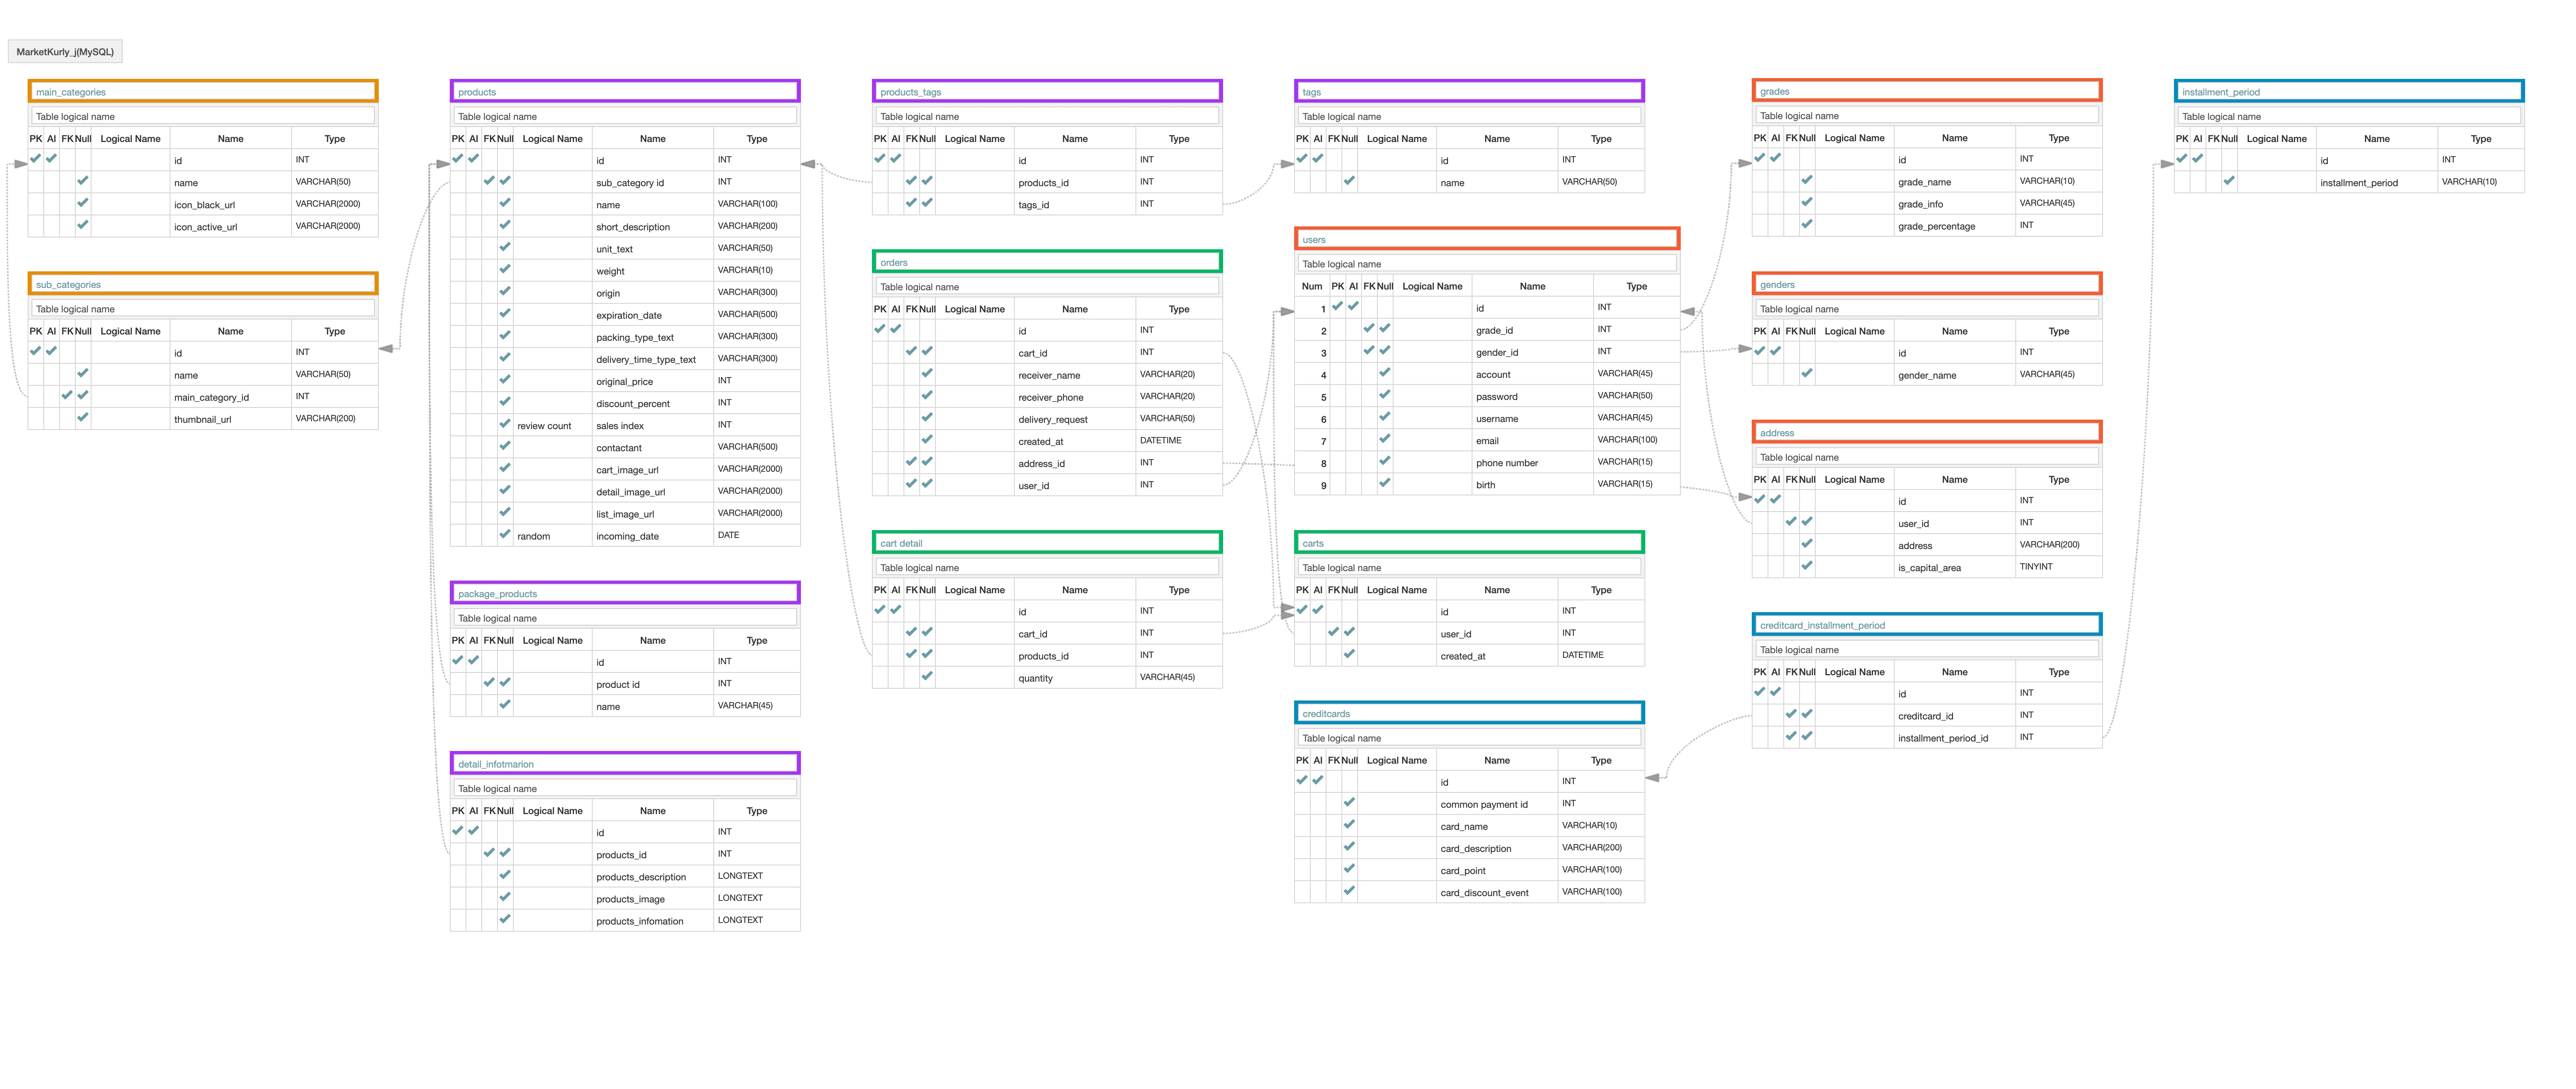 MarketKurly_j(MySQL)
main_categories
Table logical name
PK AI FK Null Logical Name Name Type
id INT
name VARCHAR(50)
icon_black_url VARCHAR(2000)
icon_active_url VARCHAR(2000)
sub_categories
Table logical name
PK AI FK Null Logical Name Name Type
id INT
name VARCHAR(50)
main_category_id INT
thumbnail_url VARCHAR(200)
products
Table logical name
PK AI FK Null Logical Name Name Type
id INT
sub_category id INT
name VARCHAR(100)
short_description VARCHAR(200)
unit_text VARCHAR(50)
weight VARCHAR(10)
origin VARCHAR(300)
expiration_date VARCHAR(500)
packing_type_text VARCHAR(300)
delivery_time_type_text VARCHAR(300)
original_price INT
discount_percent INT
review count sales index INT
contactant VARCHAR(500)
cart_image_url VARCHAR(2000)
detail_image_url VARCHAR(2000)
list_image_url VARCHAR(2000)
random incoming_date DATE
package_products
Table logical name
PK AI FK Null Logical Name Name Type
id INT
product id INT
name VARCHAR(45)
detail_infotmarion
Table logical name
PK AI FK Null Logical Name Name Type
id INT
products_id INT
products_description LONGTEXT
products_image LONGTEXT
products_infomation LONGTEXT
products_tags
Table logical name
PK AI FK Null Logical Name Name Type
id INT
products_id INT
tags_id INT
orders
Table logical name
PK AI FK Null Logical Name Name Type
id INT
cart_id INT
receiver_name VARCHAR(20)
receiver_phone VARCHAR(20)
delivery_request VARCHAR(50)
created_at DATETIME
address_id INT
user_id INT
cart detail
Table logical name
PK AI FK Null Logical Name Name Type
id INT
cart_id INT
products_id INT
quantity VARCHAR(45)
tags
Table logical name
PK AI FK Null Logical Name Name Type
id INT
name VARCHAR(50)
users
Table logical name
Num PK AI FK Null Logical Name Name Type
1 id INT
2 grade_id INT
3 gender_id INT
4 account VARCHAR(45)
5 password VARCHAR(50)
6 username VARCHAR(45)
7 email VARCHAR(100)
8 phone number VARCHAR(15)
9 birth VARCHAR(15)
carts
Table logical name
PK AI FK Null Logical Name Name Type
id INT
user_id INT
created_at DATETIME
creditcards
Table logical name
PK AI FK Null Logical Name Name Type
id INT
common payment id INT
card_name VARCHAR(10)
card_description VARCHAR(200)
card_point VARCHAR(100)
card_discount_event VARCHAR(100)
grades
Table logical name
PK AI FK Null Logical Name Name Type
id INT
grade_name VARCHAR(10)
grade_info VARCHAR(45)
grade_percentage INT
genders
Table logical name
PK AI FK Null Logical Name Name Type
id INT
gender_name VARCHAR(45)
address
Table logical name
PK AI FK Null Logical Name Name Type
id INT
user_id INT
address VARCHAR(200)
is_capital_area TINYINT
creditcard_installment_period
Table logical name
PK AI FK Null Logical Name Name Type
id INT
creditcard_id INT
installment_period_id INT
installment_period
Table logical name
PK AI FK Null Logical Name Name Type
id INT
installment_period VARCHAR(10)